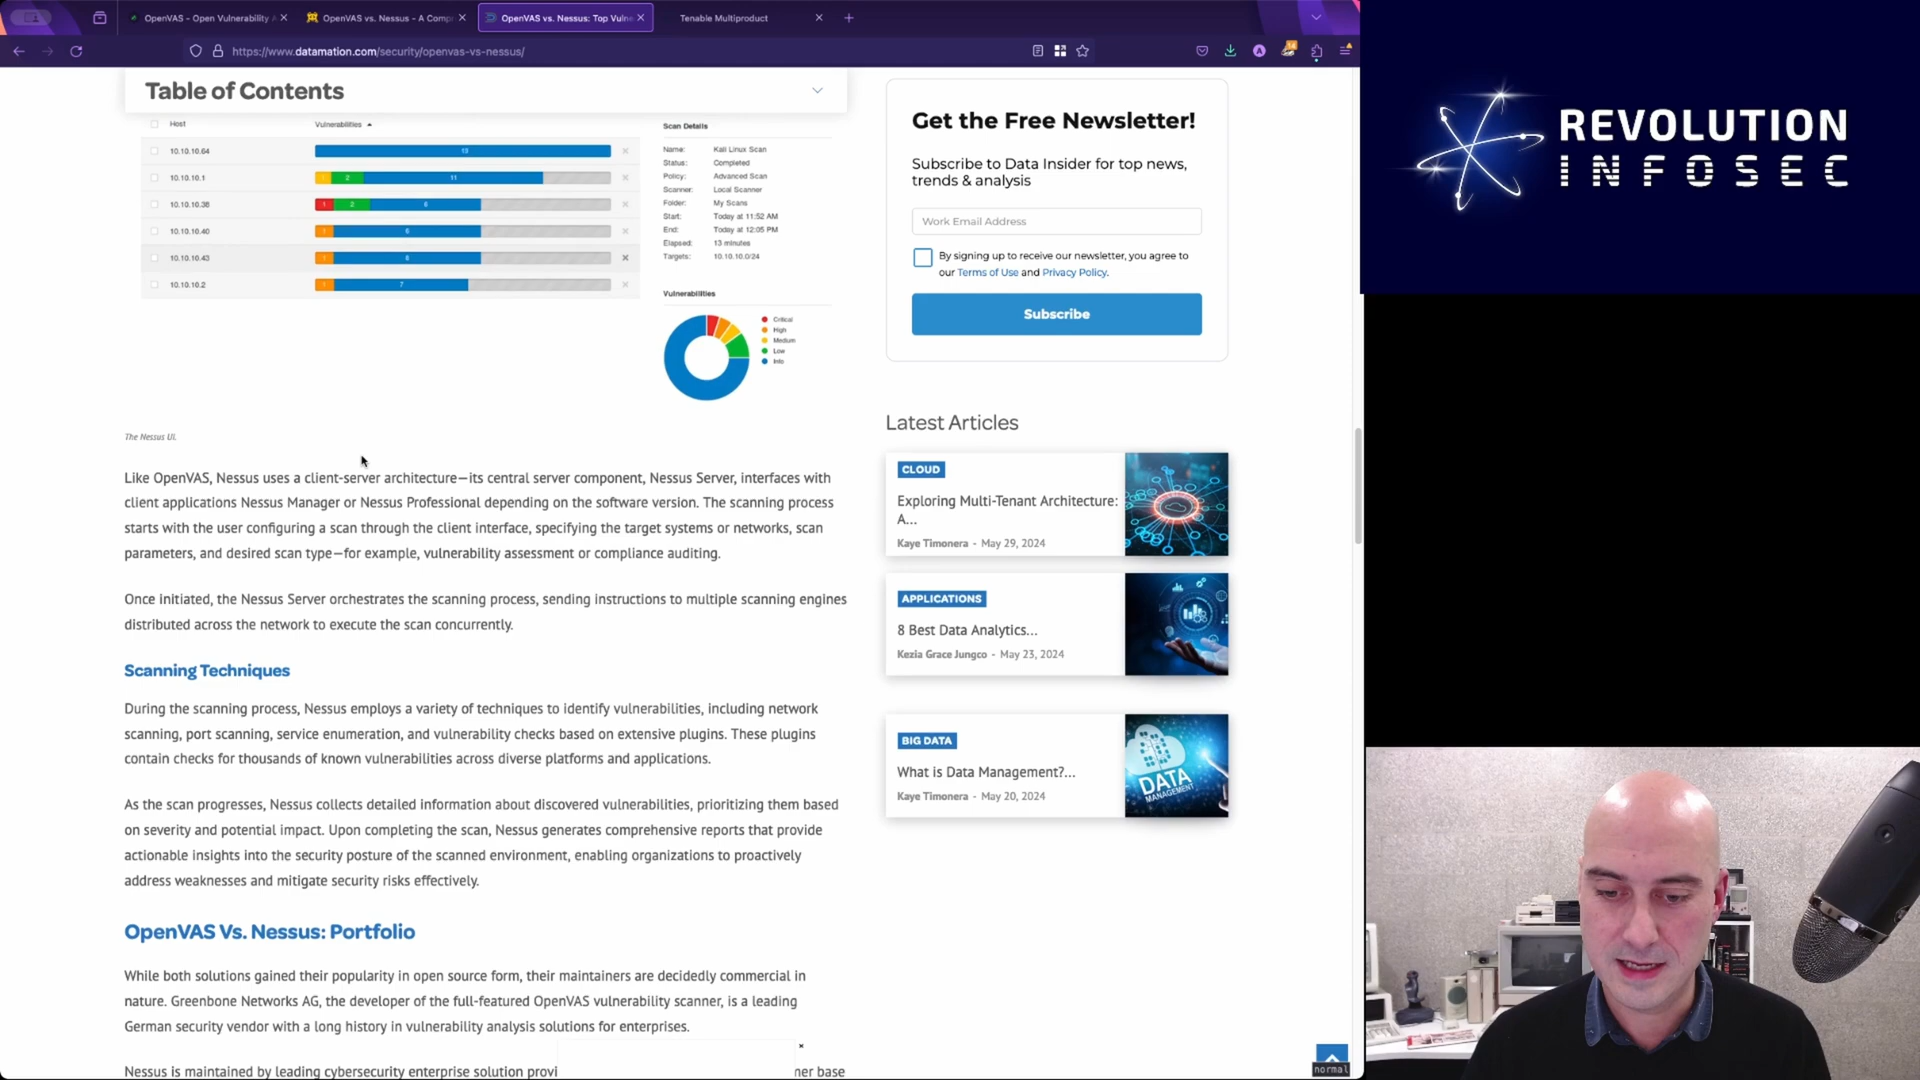 OpenVAS - Open Vulnerability A
OpenVAS vs. Nessus - A Comp
OpenVAS vs. Nessus: Top Vulne
Tenable Multiproduct
https://www.datamation.com/security/openvas-vs-nessus/
Table of Contents
Host
Vulnerabilities
10.10.10.64
13
10.10.10.1
2
11
10.10.10.38
1
2
6
10.10.10.40
1
6
10.10.10.43
1
6
10.10.10.2
1
7
Scan Details
Name: Kali Linux Scan
Status: Completed
Policy: Advanced Scan
Scanner: Local Scanner
Folder: My Scans
Start: Today at 11:52 AM
End: Today at 12:05 PM
Elapsed: 13 minutes
Targets: 10.10.10.0/24
Vulnerabilities
Critical
High
Medium
Low
Info
The Nessus UI.
Like OpenVAS, Nessus uses a client-server architecture—its central server component, Nessus Server, interfaces with
client applications Nessus Manager or Nessus Professional depending on the software version. The scanning process
starts with the user configuring a scan through the client interface, specifying the target systems or networks, scan
parameters, and desired scan type—for example, vulnerability assessment or compliance auditing.
Once initiated, the Nessus Server orchestrates the scanning process, sending instructions to multiple scanning engines
distributed across the network to execute the scan concurrently.
Scanning Techniques
During the scanning process, Nessus employs a variety of techniques to identify vulnerabilities, including network
scanning, port scanning, service enumeration, and vulnerability checks based on extensive plugins. These plugins
contain checks for thousands of known vulnerabilities across diverse platforms and applications.
As the scan progresses, Nessus collects detailed information about discovered vulnerabilities, prioritizing them based
on severity and potential impact. Upon completing the scan, Nessus generates comprehensive reports that provide
actionable insights into the security posture of the scanned environment, enabling organizations to proactively
address weaknesses and mitigate security risks effectively.
OpenVAS Vs. Nessus: Portfolio
While both solutions gained their popularity in open source form, their maintainers are decidedly commercial in
nature. Greenbone Networks AG, the developer of the full-featured OpenVAS vulnerability scanner, is a leading
German security vendor with a long history in vulnerability analysis solutions for enterprises.
Nessus is maintained by leading cybersecurity enterprise solution provi
ner base
Get the Free Newsletter!
Subscribe to Data Insider for top news,
trends & analysis
Work Email Address
By signing up to receive our newsletter, you agree to
our Terms of Use and Privacy Policy.
Subscribe
Latest Articles
CLOUD
Exploring Multi-Tenant Architecture:
A...
Kaye Timonera - May 29, 2024
APPLICATIONS
8 Best Data Analytics...
Kezia Grace Jungco - May 23, 2024
BIG DATA
What is Data Management?...
Kaye Timonera - May 20, 2024
DATA
MANAGEMENT
normal
REVOLUTION
INFOSEC